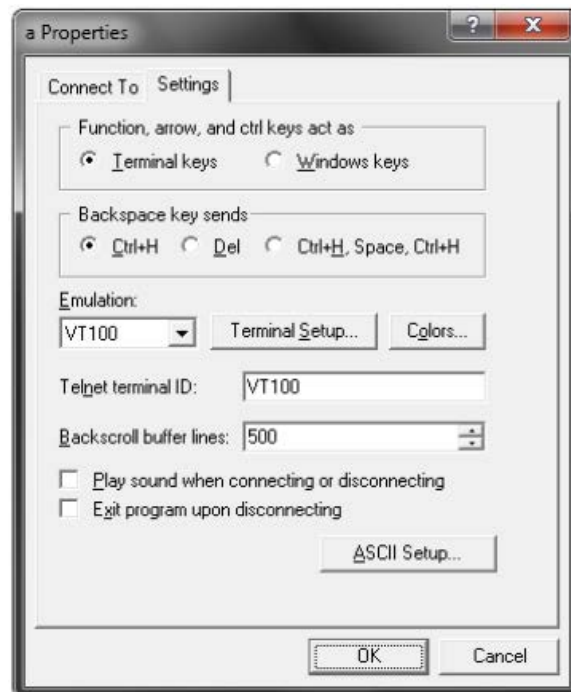 a Properties
?
X
Connect To Settings
Function, arrow, and ctrl keys act as
Terminal keys Windows keys
Backspace key sends
Ctrl+H Del Ctrl+H, Space, Ctrl+H
Emulation:
VT100 Terminal Setup... Colors...
Telnet terminal ID: VT100
Backscroll buffer lines: 500
Play sound when connecting or disconnecting
Exit program upon disconnecting
ASCII Setup...
OK Cancel